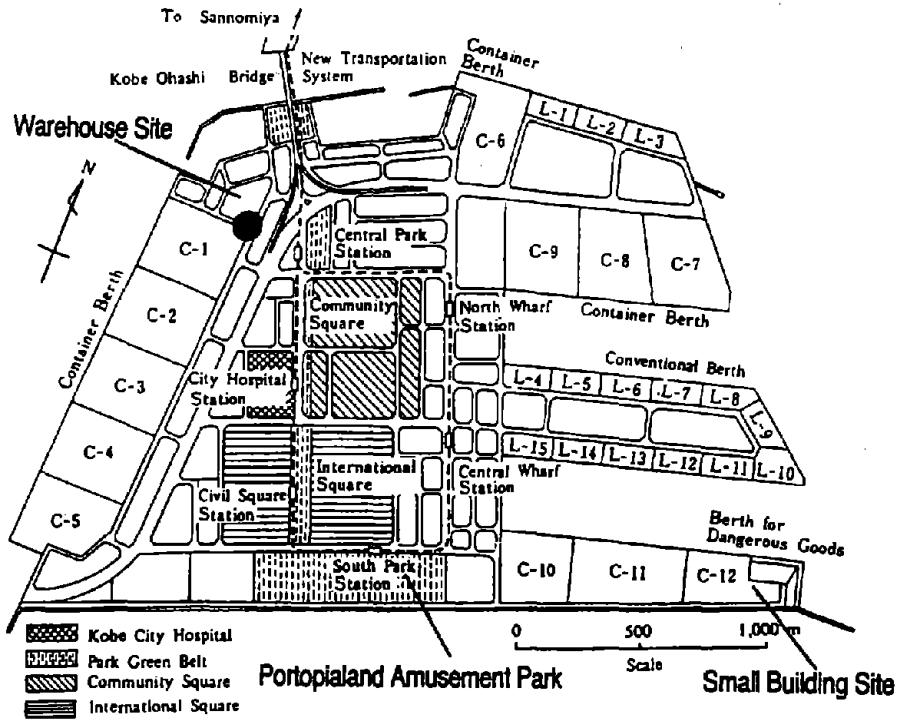 To Sannomiya
New Transportation
System
Kobe Ohashi Bridge
Container
Berth
Warehouse Site
N
L-1
L-2
L-3
C-6
C-1
Central Park
Station
C-9
C-8
C-7
Container Berth
C-2
Community
Square
North Wharf
Station
Container Berth
C-3
City Horpital
Station
Conventional Berth
L-4
L-5
L-6
L-7
L-8
L-9
C-4
L-15
L-14
L-13
L-12
L-11
L-10
International
Square
Central Wharf
Station
Civil Square
Station
C-5
Berth for
Dangerous Goods
South Park
Station
C-10
C-11
C-12
Kobe City Hospital
Park Green Belt
Community Square
International Square
0
500
1,000 m
Scale
Portopialand Amusement Park
Small Building Site